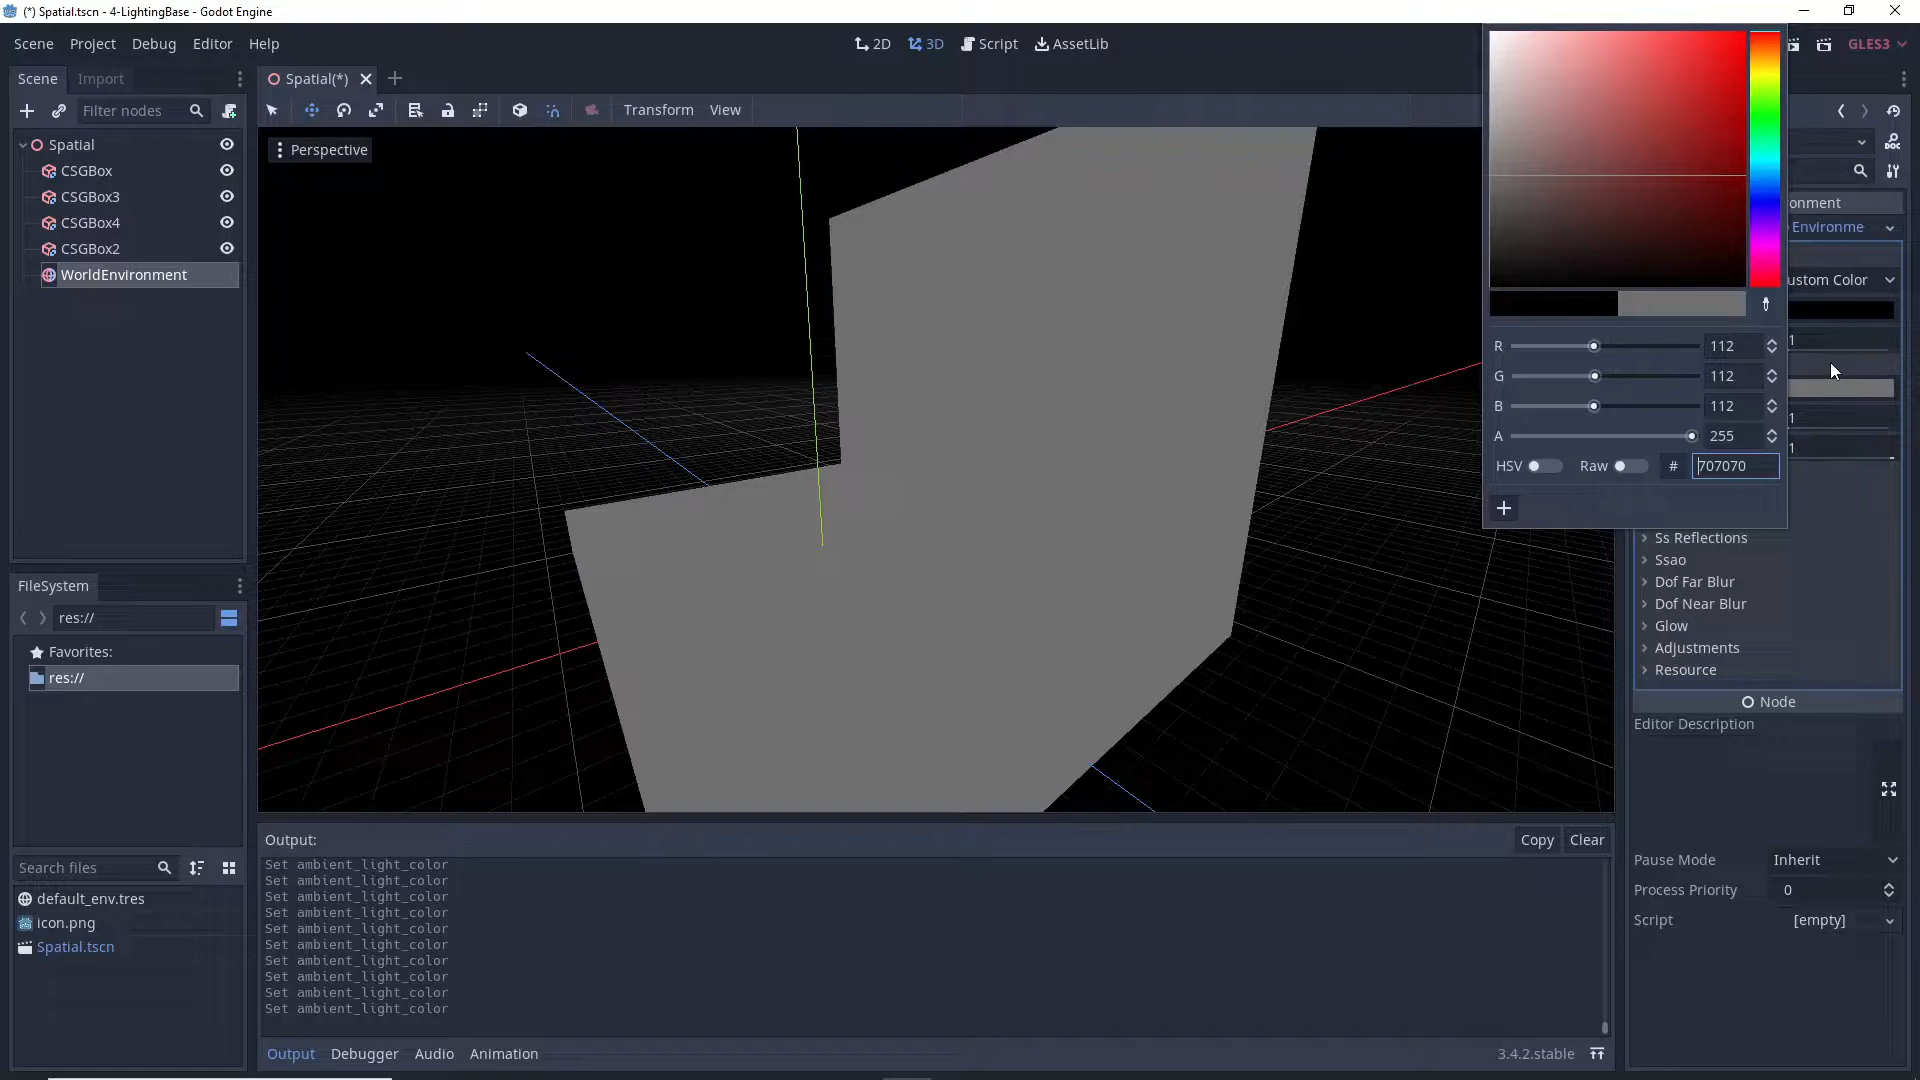 (*) Spatial.tscn - 4-LightingBase - Godot Engine
Scene Project Debug Editor Help
2D 3D Script AssetLib
GLES3
Scene Import
Spatial(*)
Filter nodes
Transform View
Perspective
Spatial
CSGBox
CSGBox3
CSGBox4
CSGBox2
WorldEnvironment
onment
Environme
ustom Color
1
1
1
R 112
G 112
B 112
A 255
HSV Raw # 707070
Ss Reflections
Ssao
Dof Far Blur
Dof Near Blur
Glow
Adjustments
Resource
Node
Editor Description
Pause Mode Inherit
Process Priority 0
Script [empty]
FileSystem
res://
Favorites:
res://
Search files
default_env.tres
icon.png
Spatial.tscn
Output:
Copy Clear
Set ambient_light_color
Set ambient_light_color
Set ambient_light_color
Set ambient_light_color
Set ambient_light_color
Set ambient_light_color
Set ambient_light_color
Set ambient_light_color
Set ambient_light_color
Set ambient_light_color
Output Debugger Audio Animation
3.4.2.stable